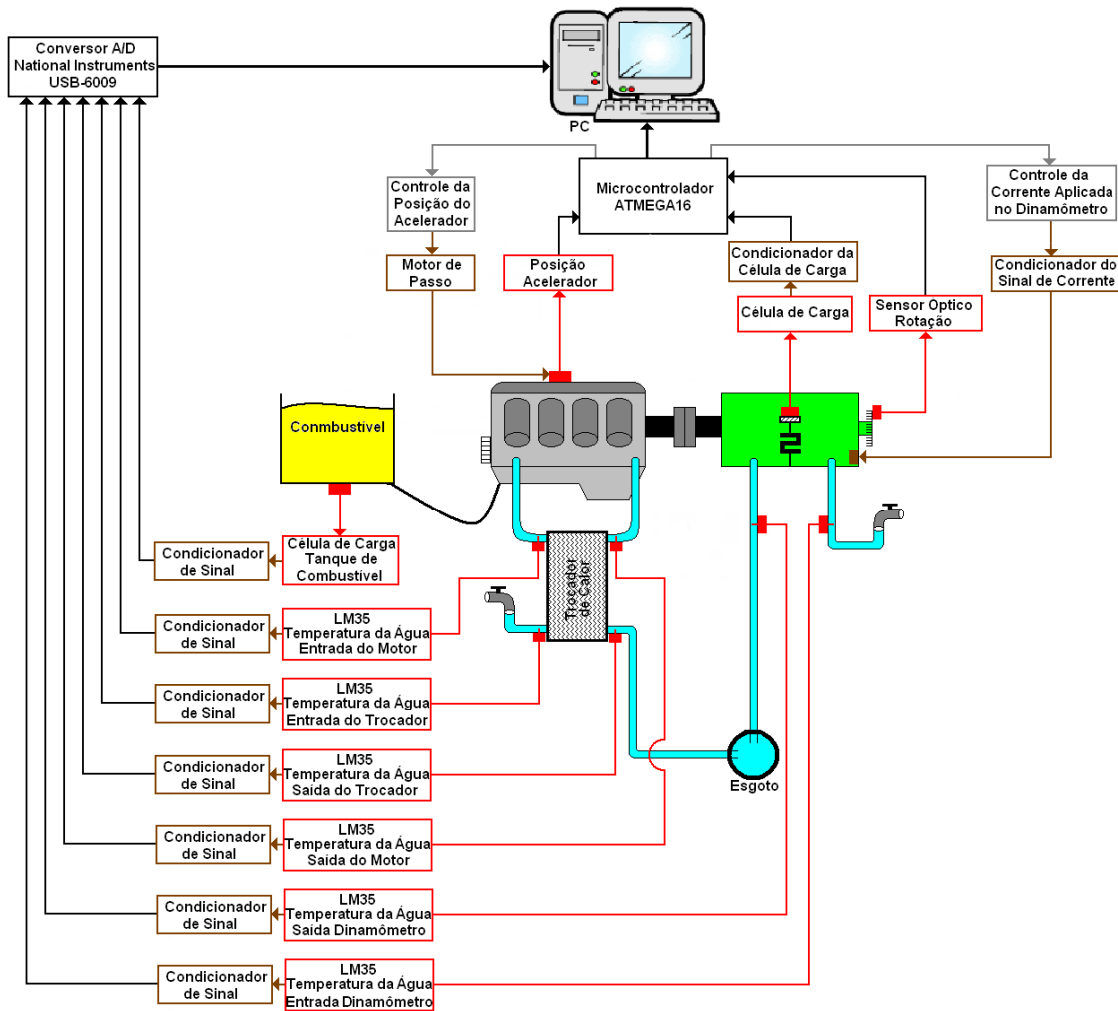 Conversor A/D
National Instruments
USB-6009
PC
Controle da
Posição do
Acelerador
Microcontrolador
ATMEGA16
Controle da
Corrente Aplicada
no Dinamômetro
Motor de
Passo
Posição
Acelerador
Condicionador da
Célula de Carga
Condicionador do
Sinal de Corrente
Célula de Carga
Sensor Optico
Rotação
Conmbustível
Célula de Carga
Tanque de
Combustível
Condicionador
de Sinal
Trocador
de Calor
LM35
Temperatura da Água
Entrada do Motor
Condicionador
de Sinal
LM35
Temperatura da Água
Entrada do Trocador
Condicionador
de Sinal
LM35
Temperatura da Água
Saída do Trocador
Condicionador
de Sinal
Esgoto
LM35
Temperatura da Água
Saída do Motor
Condicionador
de Sinal
LM35
Temperatura da Água
Saída Dinamômetro
Condicionador
de Sinal
LM35
Temperatura da Água
Entrada Dinamômetro
Condicionador
de Sinal